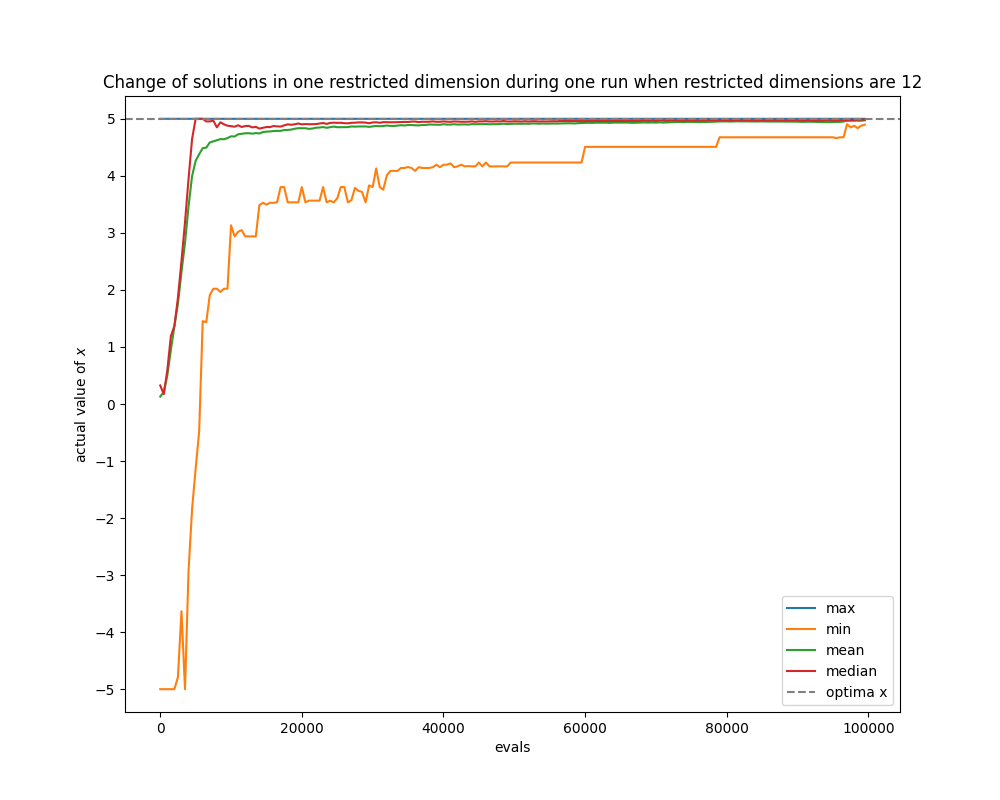 Change of solutions in one restricted dimension during one run when restricted dimensions are 12
5
4
3
2
1
0
−1
−2
−3
−4
−5
actual value of x
0 20000 40000 60000 80000 100000
evals
max
min
mean
median
optima x